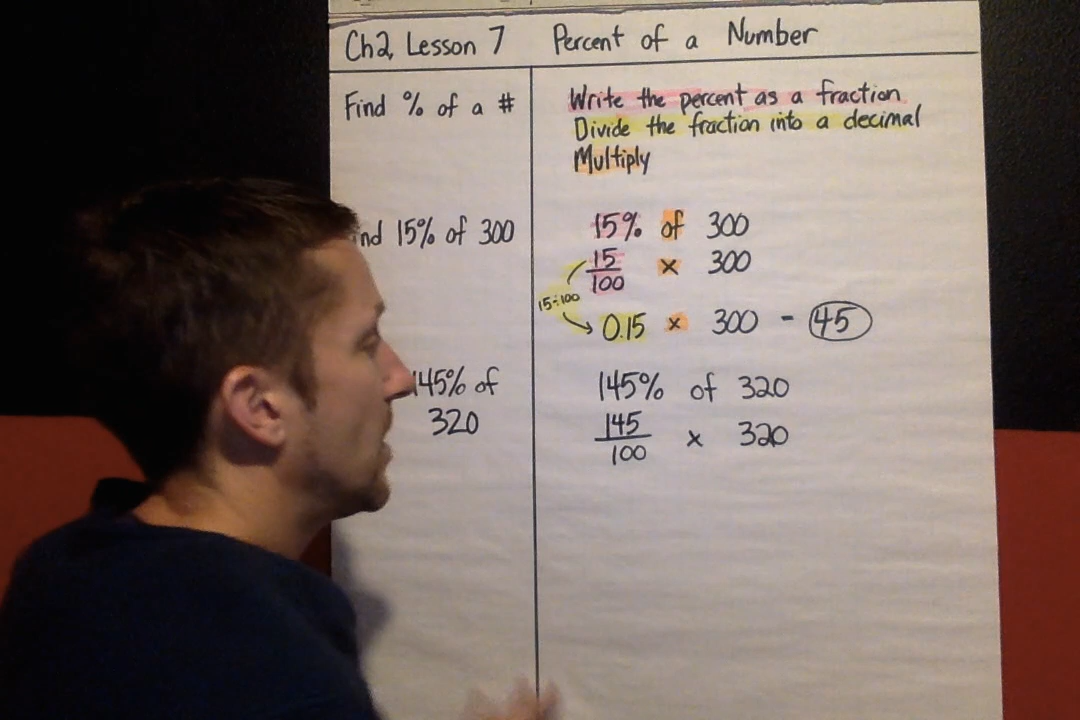 Ch2, Lesson 7 Percent of a Number
Find % of a #
Write the percent as a fraction
Divide the fraction into a decimal
Multiply
15% of 300
15% of 300
15/100 x 300
15÷100
0.15 x 300 - 45
145% of
320
145% of 320
145/100 x 320